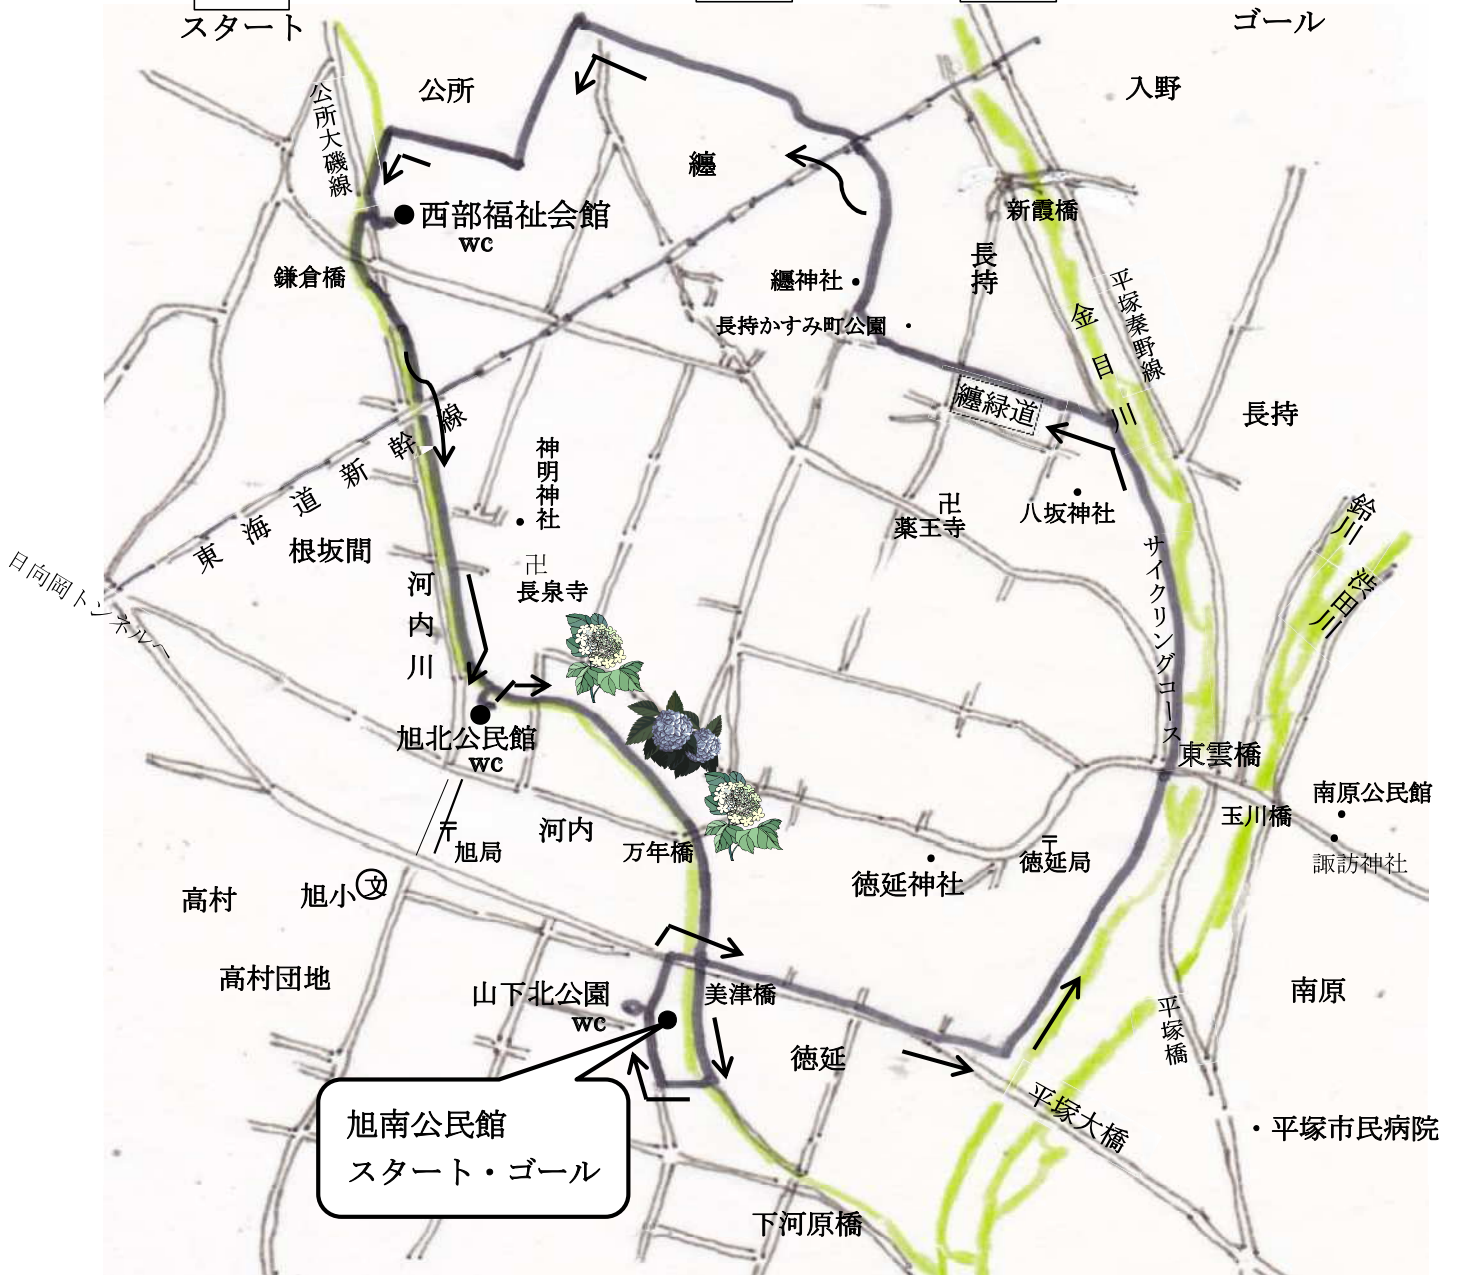 スタート
ゴール
公所
公所大磯線
入野
纒
西部福祉会館
wc
新霞橋
鎌倉橋
纒神社
長持
長持かすみ町公園
金目川
平塚秦野線
纒緑道
長持
東海道新幹線
神明神社
卍
薬王寺
八坂神社
鈴川
渋田川
根坂間
日向岡トンネルへ
卍
長泉寺
河内川
サイクリングコース
旭北公民館
wc
東雲橋
南原公民館
玉川橋
諏訪神社
〒
旭局
河内
万年橋
〒
徳延局
徳延神社
高村
旭小
文
高村団地
山下北公園
wc
美津橋
南原
平塚橋
徳延
平塚大橋
旭南公民館
スタート・ゴール
平塚市民病院
下河原橋